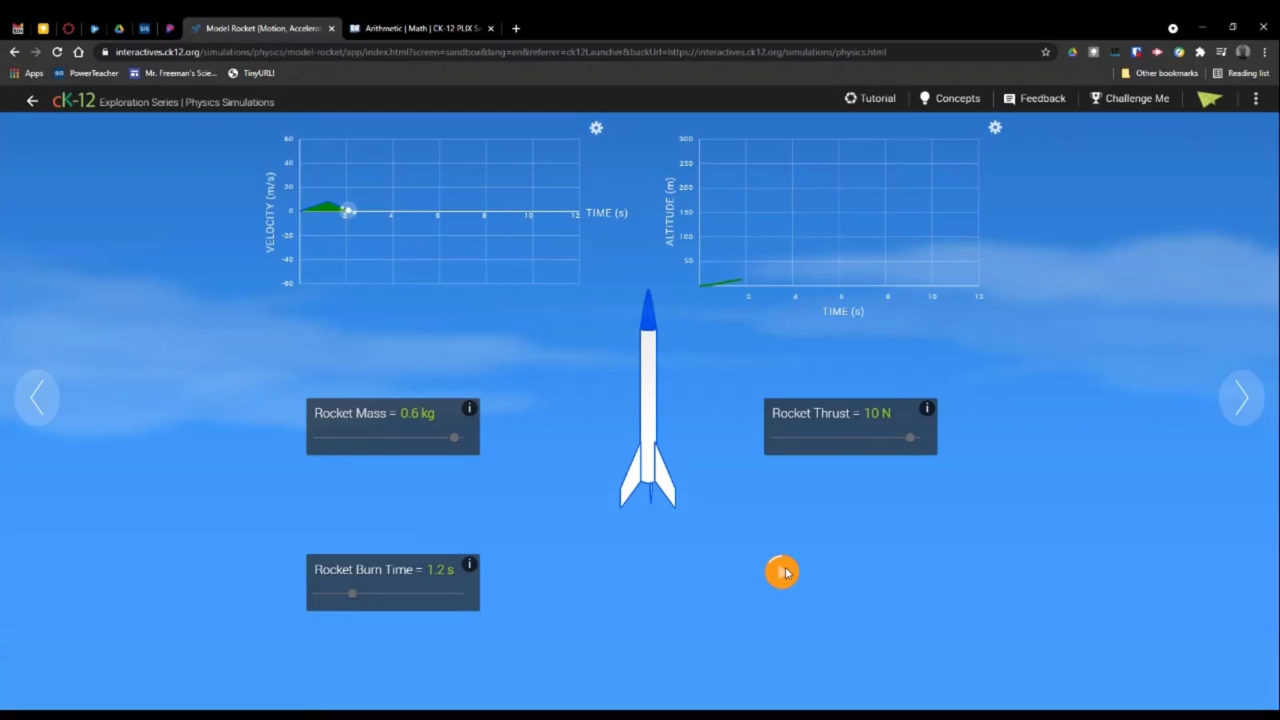 Model Rocket (Motion, Accelerat
Arithmetic | Math | CK-12 PLIX Se
interactives.ck12.org/simulations/physics/model-rocket/app/index.html?screen=sandbox&lang=en&referrer=ck12Launcher&backUrl=https://interactives.ck12.org/simulations/physics.html
Apps
SIS PowerTeacher
Mr. Freeman's Scie...
TinyURL!
Other bookmarks
Reading list
cK-12 Exploration Series | Physics Simulations
Tutorial
Concepts
Feedback
Challenge Me
VELOCITY (m/s)
60
40
20
0
-20
-40
-60
2 4 6 8 10 12
TIME (s)
ALTITUDE (m)
300
250
200
150
100
50
2 4 6 8 10 12
TIME (s)
Rocket Mass = 0.6 kg
i
Rocket Thrust = 10 N
i
Rocket Burn Time = 1.2 s
i